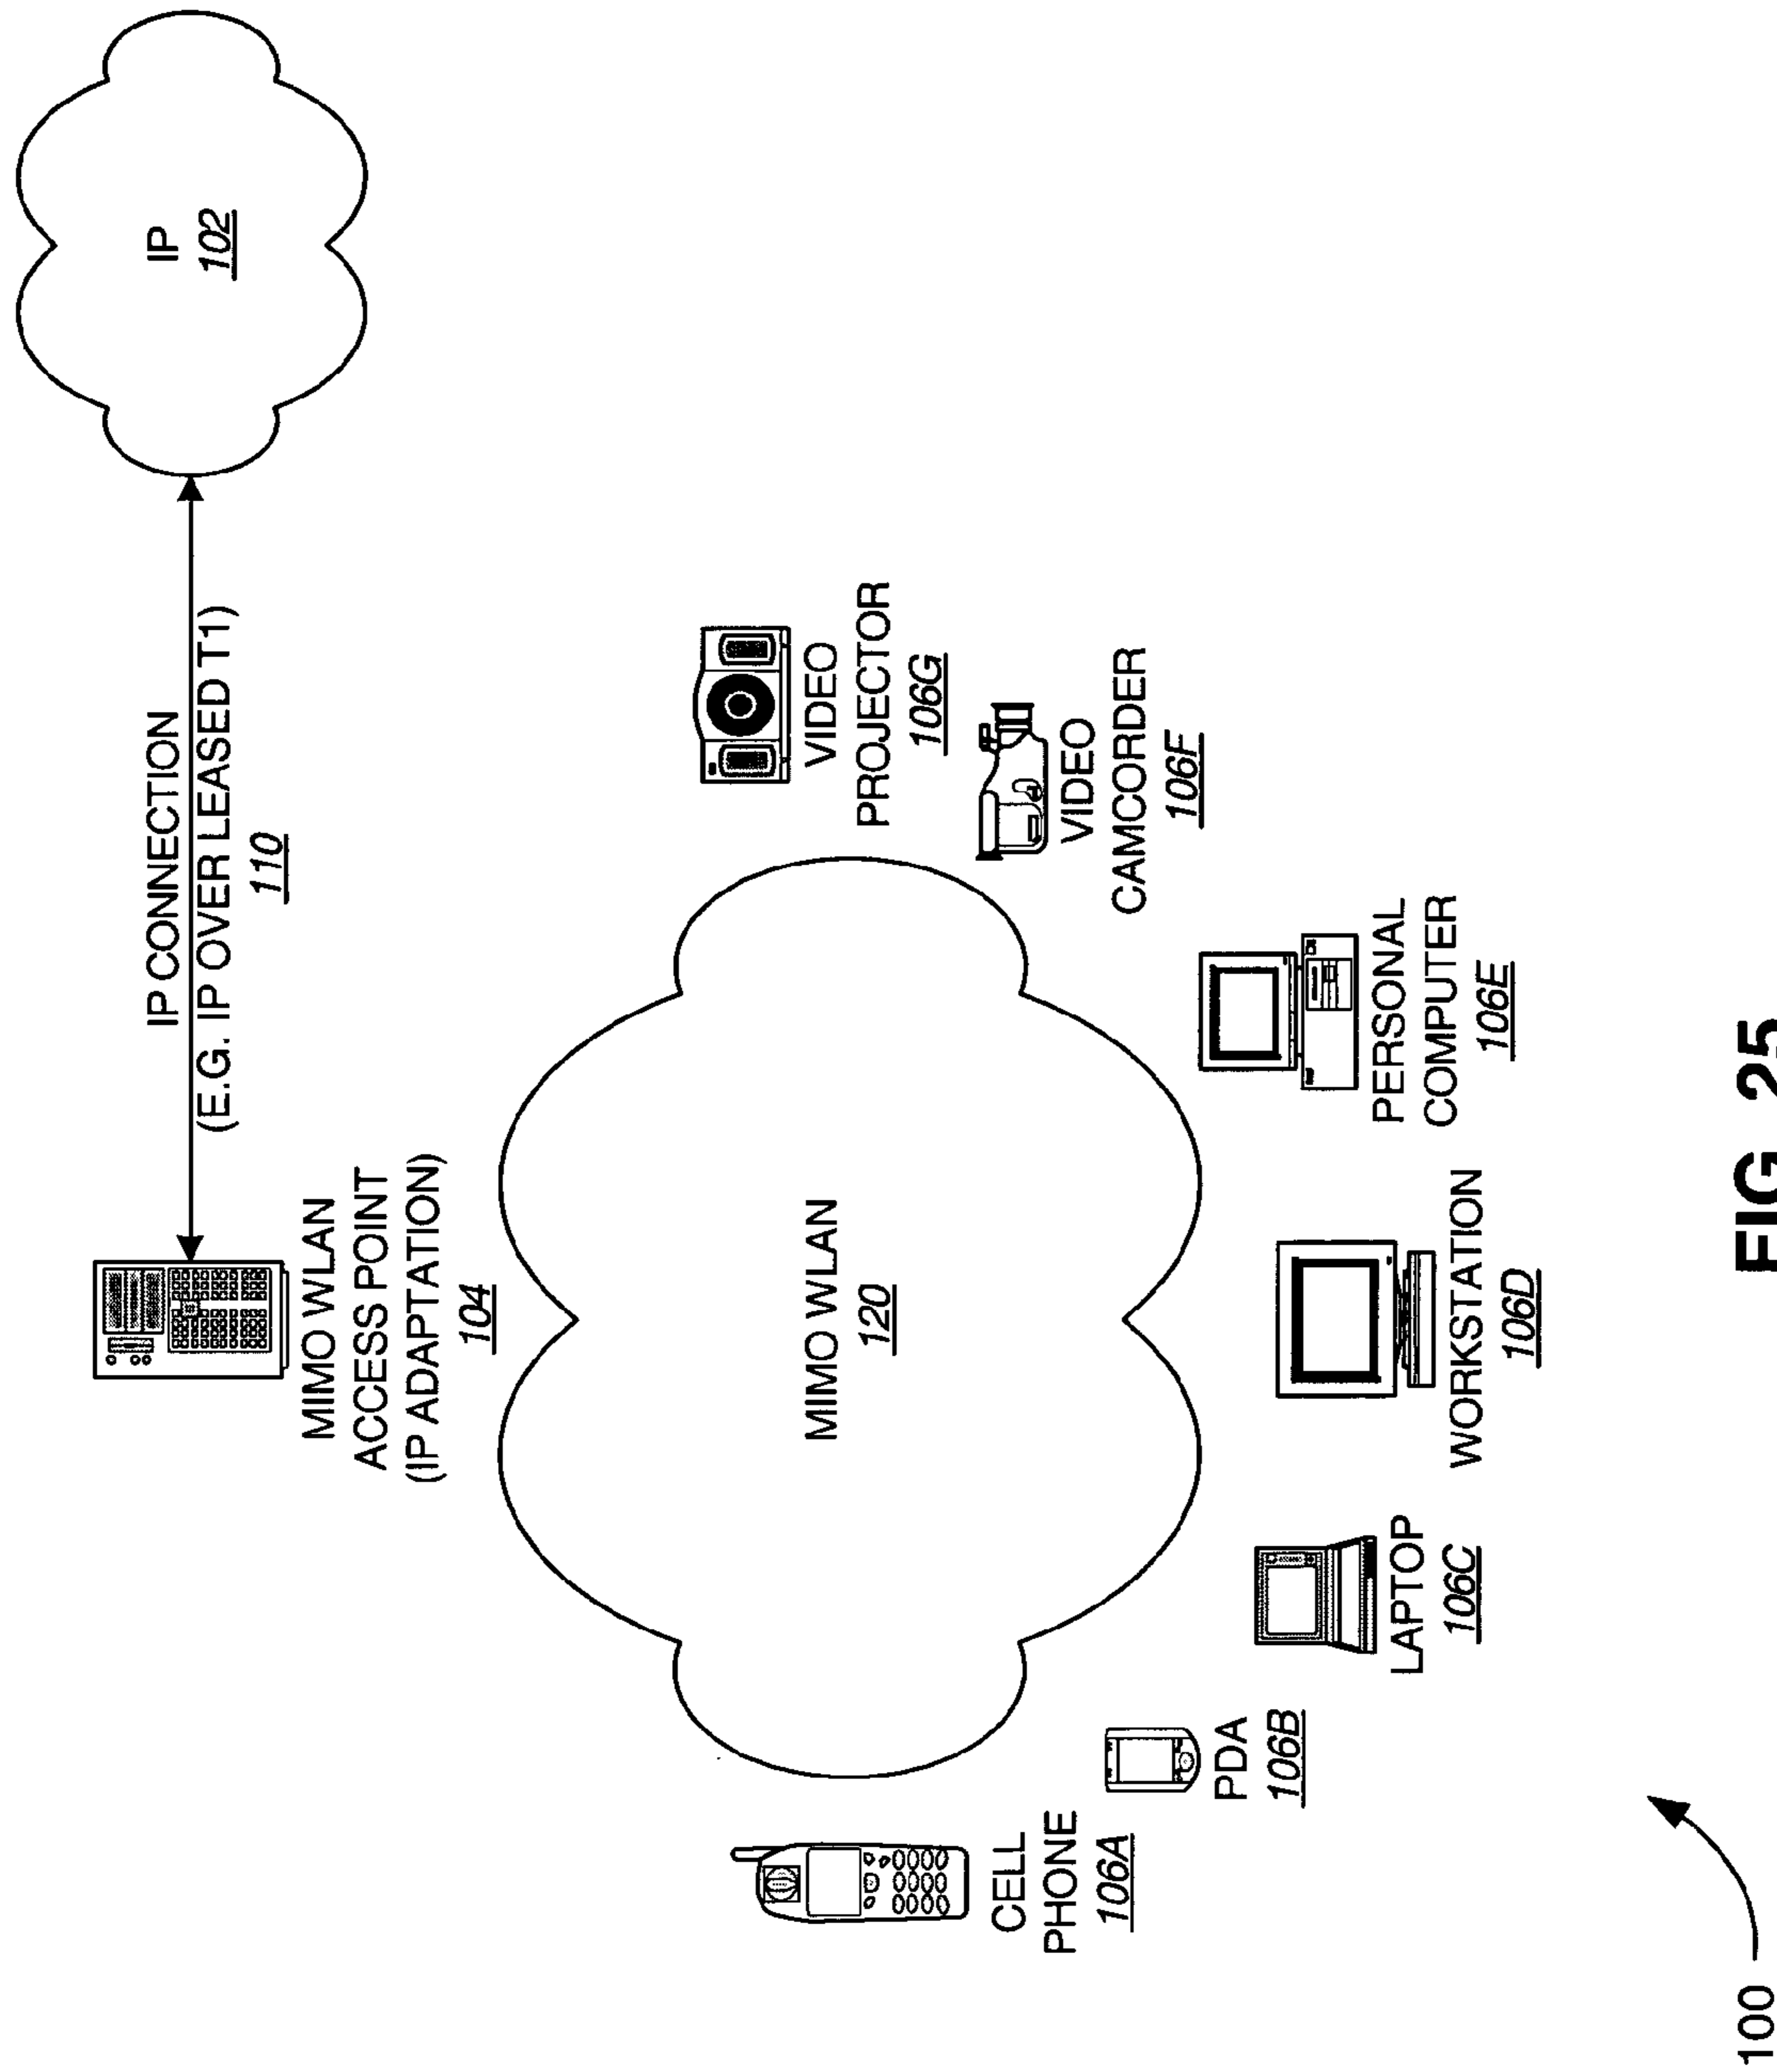 IP
102
IP CONNECTION
(E.G. IP OVER LEASED T1)
110
MIMO WLAN
ACCESS POINT
(IP ADAPTATION)
104
MIMO WLAN
120
CELL
PHONE
106A
PDA
106B
LAPTOP
106C
WORKSTATION
106D
PERSONAL
COMPUTER
106E
VIDEO
CAMCORDER
106F
VIDEO
PROJECTOR
106G
100
FIG 25